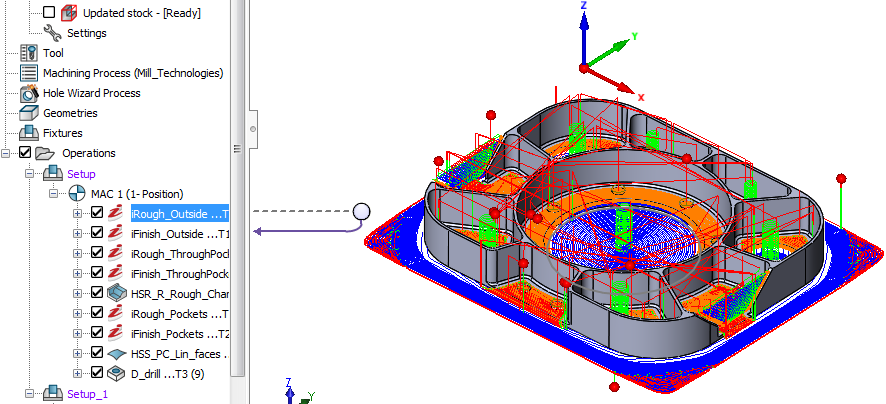 Updated stock - [Ready]
Settings
Tool
Machining Process (Mill_Technologies)
Hole Wizard Process
Geometries
Fixtures
Operations
Setup
MAC 1 (1- Position)
iRough_Outside ...T
iFinish_Outside ...T1
iRough_ThroughPoc
iFinish_ThroughPock
HSR_R_Rough_Char
iRough_Pockets ...T
iFinish_Pockets ...T2
HSS_PC_Lin_faces ..
D_drill ...T3 (9)
Setup_1
Z
Y
X
Z
Y